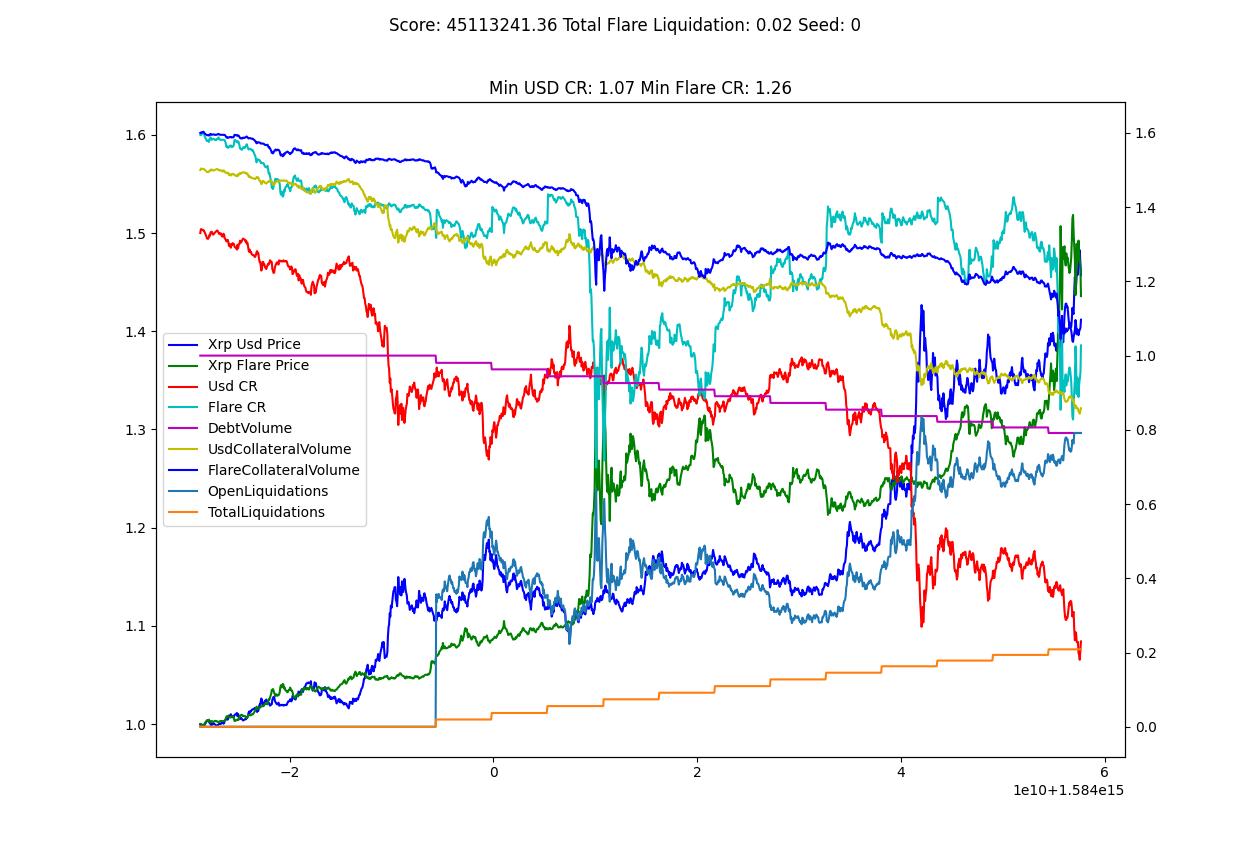 Score: 45113241.36 Total Flare Liquidation: 0.02 Seed: 0
Min USD CR: 1.07 Min Flare CR: 1.26
1.6
1.5
1.4
1.3
1.2
1.1
1.0
Xrp Usd Price
Xrp Flare Price
Usd CR
Flare CR
DebtVolume
UsdCollateralVolume
FlareCollateralVolume
OpenLiquidations
TotalLiquidations
1.6
1.4
1.2
1.0
0.8
0.6
0.4
0.2
0.0
−2 0 2 4 6
1e10+1.584e15